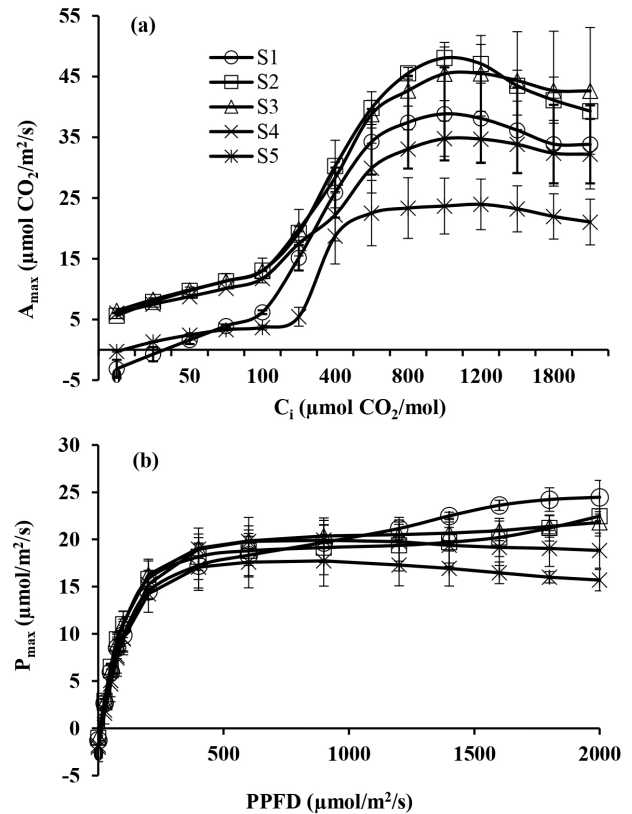 (a)
55
45
35
25
15
5
-5
S1
S2
S3
S4
S5
Amax (µmol CO2/m2/s)
0 50 100 400 800 1200 1800
Ci (µmol CO2/mol)
(b)
30
25
20
15
10
5
0
-5
Pmax (µmol/m2/s)
0 500 1000 1500 2000
PPFD (µmol/m2/s)